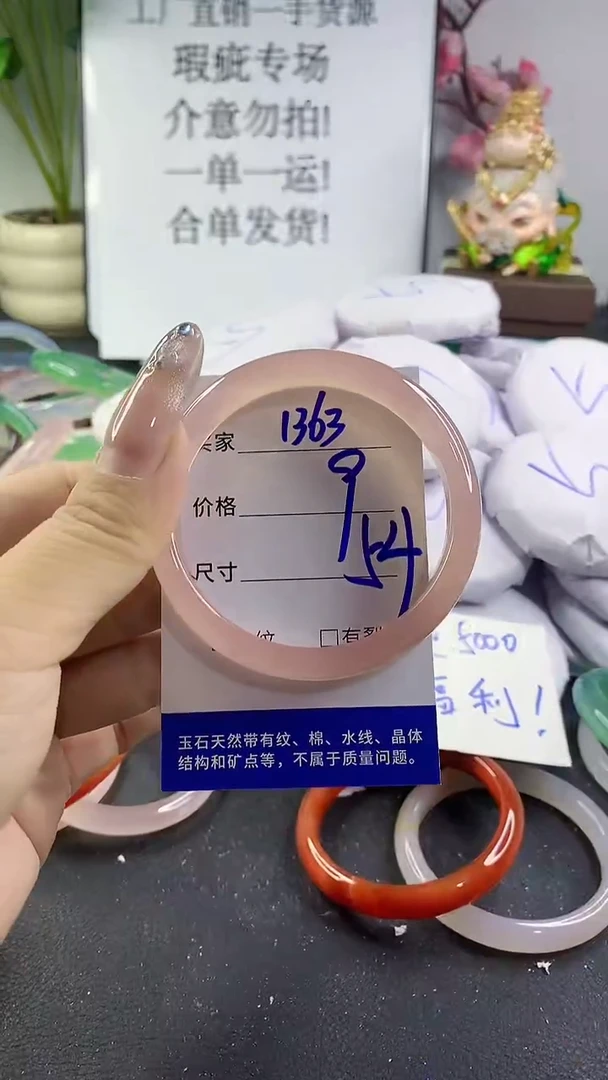 工厂直销一手货源
瑕疵专场
介意勿拍!
一单一运!
合单发货!
家 1363
价格 9
尺寸 54
纹 □有裂
5000
福利!
玉石天然带有纹、棉、水线、晶体
结构和矿点等，不属于质量问题。